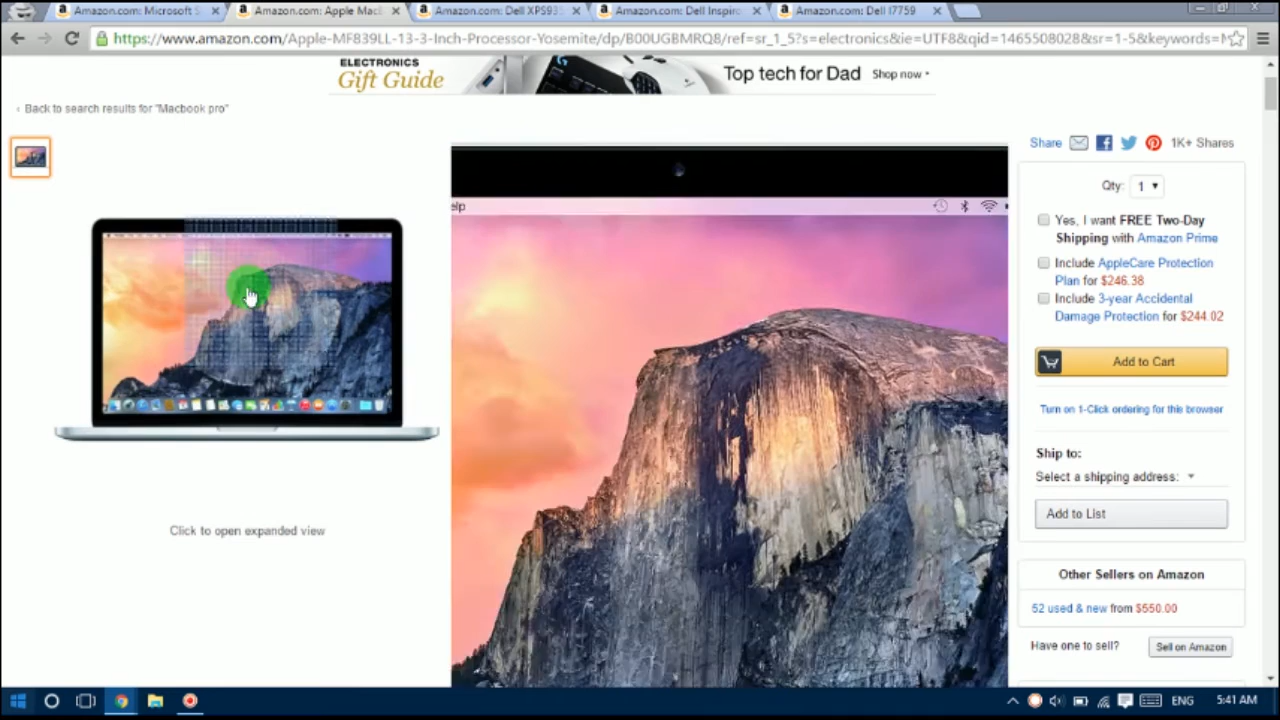 Amazon.com: Microsoft S
Amazon.com: Apple MacB
Amazon.com: Dell XPS93
Amazon.com: Dell Inspiro
Amazon.com: Dell I7759
https://www.amazon.com/Apple-MF839LL-13-3-Inch-Processor-Yosemite/dp/B00UGBMRQ8/ref=sr_1_5?s=electronics&ie=UTF8&qid=1465508028&sr=1-5&keywords=M
ELECTRONICS
Gift Guide
Top tech for Dad
Shop now
‹ Back to search results for "Macbook pro"
Share
1K+ Shares
Qty: 1
elp
Yes, I want FREE Two-Day
Shipping with Amazon Prime
Include AppleCare Protection
Plan for $246.38
Include 3-year Accidental
Damage Protection for $244.02
Add to Cart
Turn on 1-Click ordering for this browser
Ship to:
Select a shipping address:
Add to List
Click to open expanded view
Other Sellers on Amazon
52 used & new from $550.00
Have one to sell?
Sell on Amazon
ENG
5:41 AM